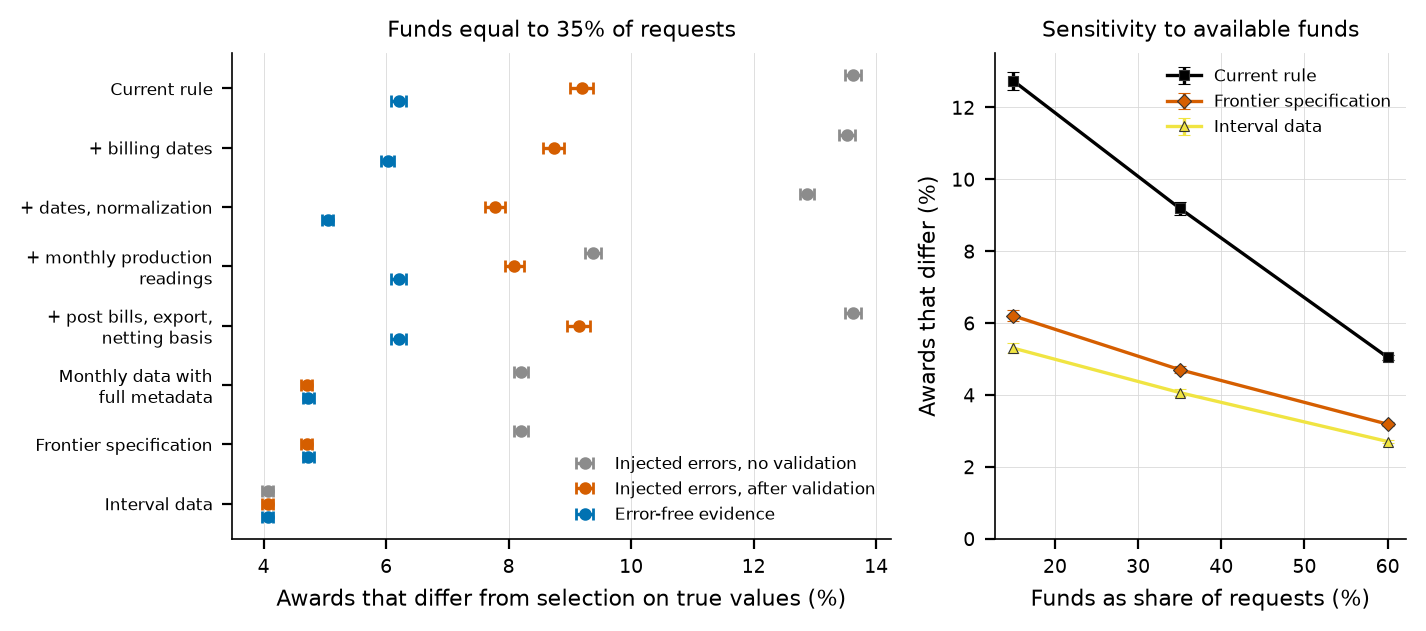 Funds equal to 35% of requests
Current rule
+ billing dates
+ dates, normalization
+ monthly production
readings
+ post bills, export,
netting basis
Monthly data with
full metadata
Frontier specification
Interval data
Injected errors, no validation
Injected errors, after validation
Error-free evidence
4 6 8 10 12 14
Awards that differ from selection on true values (%)
Sensitivity to available funds
Current rule
Frontier specification
Interval data
Awards that differ (%)
12
10
8
6
4
2
0
20 30 40 50 60
Funds as share of requests (%)